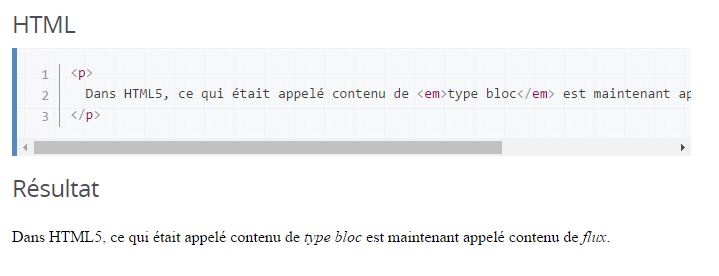 HTML
1 <p>
2 Dans HTML5, ce qui était appelé contenu de <em>type bloc</em> est maintenant ap
3 </p>
Résultat
Dans HTML5, ce qui était appelé contenu de type bloc est maintenant appelé contenu de flux.